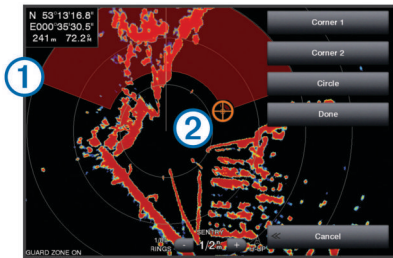 N 53°13'16.8"
E000°35'30.5"
241m 72.2°
Corner 1
Corner 2
Circle
Done
1
2
SENTRY
RINGS
- 1/2 +
Cancel
GUARD ZONE ON